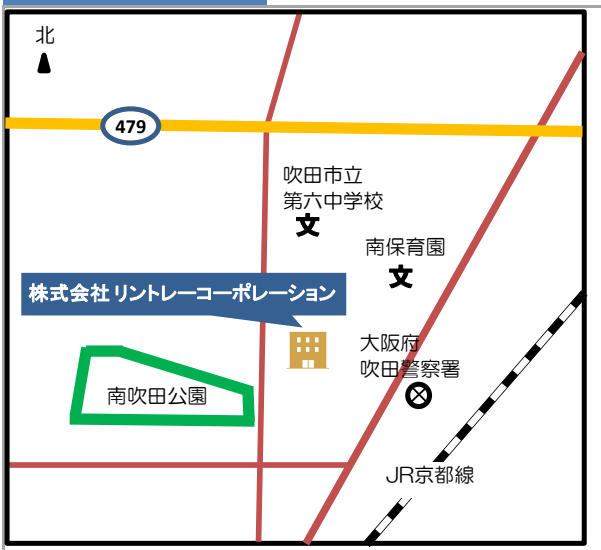 北
479
吹田市立
第六中学校
南保育園
株式会社 リントレーコーポレーション
大阪府
吹田警察署
南吹田公園
JR京都線